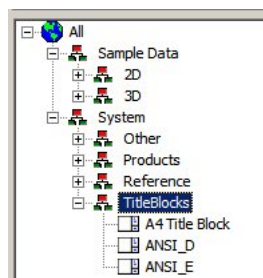 All
Sample Data
2D
3D
System
Other
Products
Reference
TitleBlocks
A4 Title Block
ANSI_D
ANSI_E